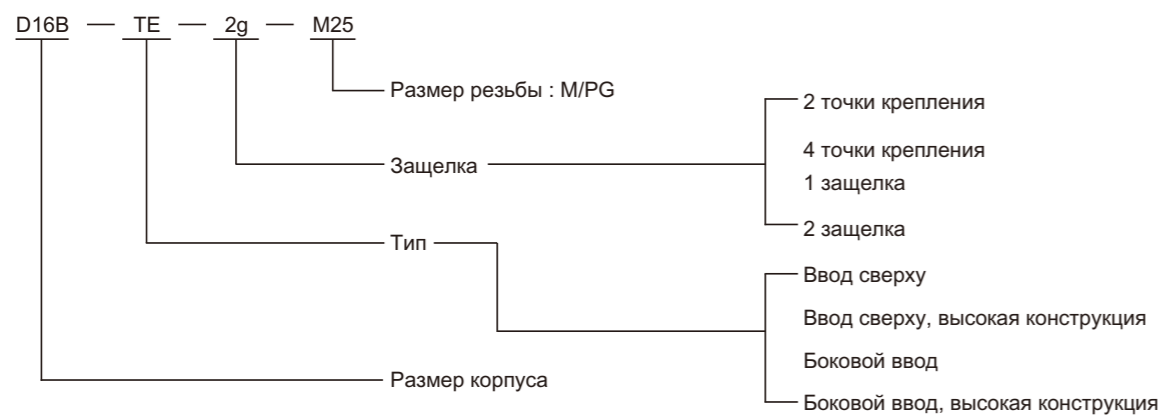 D16B — TE — 2g — M25
Размер резьбы : M/PG
2 точки крепления
4 точки крепления
Защелка
1 защелка
2 защелка
Тип
Ввод сверху
Ввод сверху, высокая конструкция
Боковой ввод
Размер корпуса
Боковой ввод, высокая конструкция